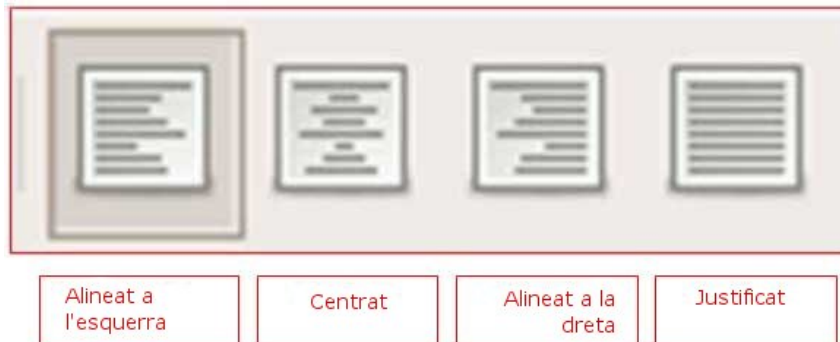 Alineat a
l'esquerra
Centrat
Alineat a la
dreta
Justificat